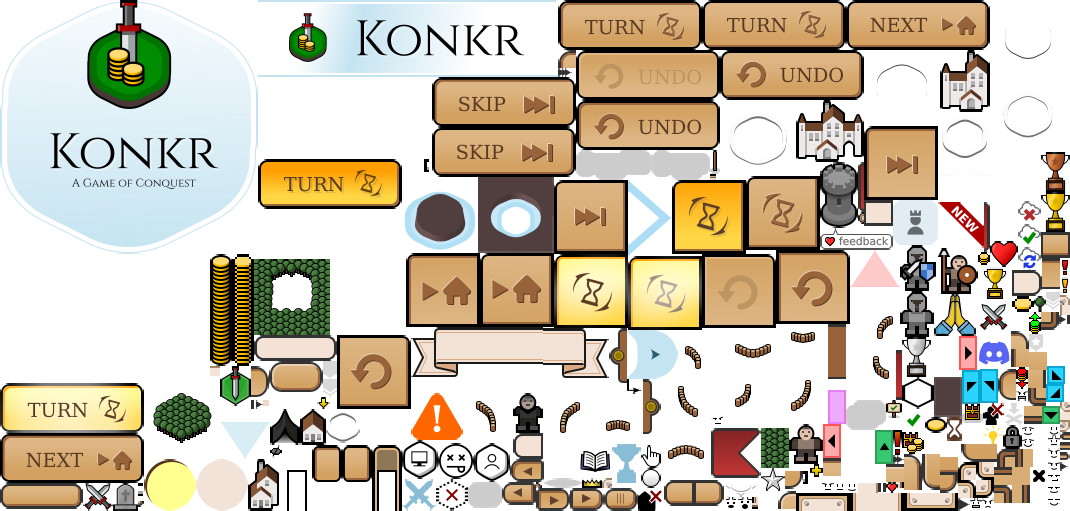 KONKR
TURN
TURN
NEXT
UNDO
UNDO
SKIP
UNDO
SKIP
KONKR
A GAME OF CONQUEST
TURN
NEW
feedback
TURN
NEXT